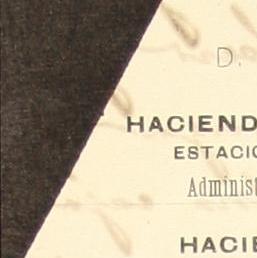 D.
HACIEND
ESTACIO
Administ
HACIE